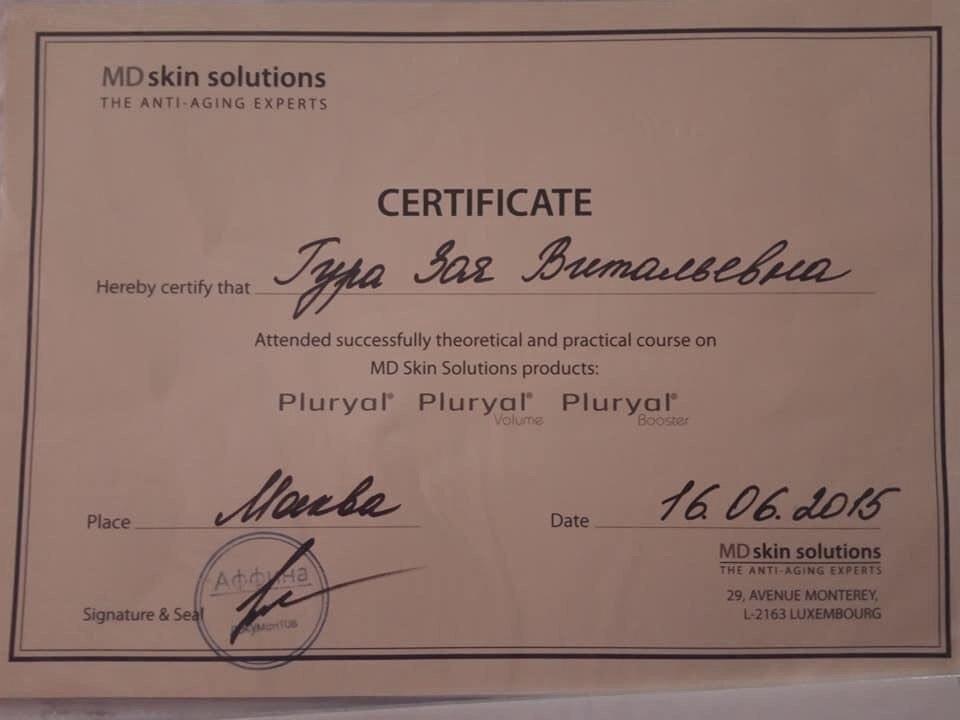 MD skin solutions
THE ANTI-AGING EXPERTS
CERTIFICATE
Hereby certify that Гура Зая Витальевна
Attended successfully theoretical and practical course on
MD Skin Solutions products:
Pluryal® Pluryal® Volume Pluryal® Booster
Place Москва
Date 16.06.2015
MD skin solutions
THE ANTI-AGING EXPERTS
29, AVENUE MONTEREY,
L-2163 LUXEMBOURG
Signature & Seal
Аффина